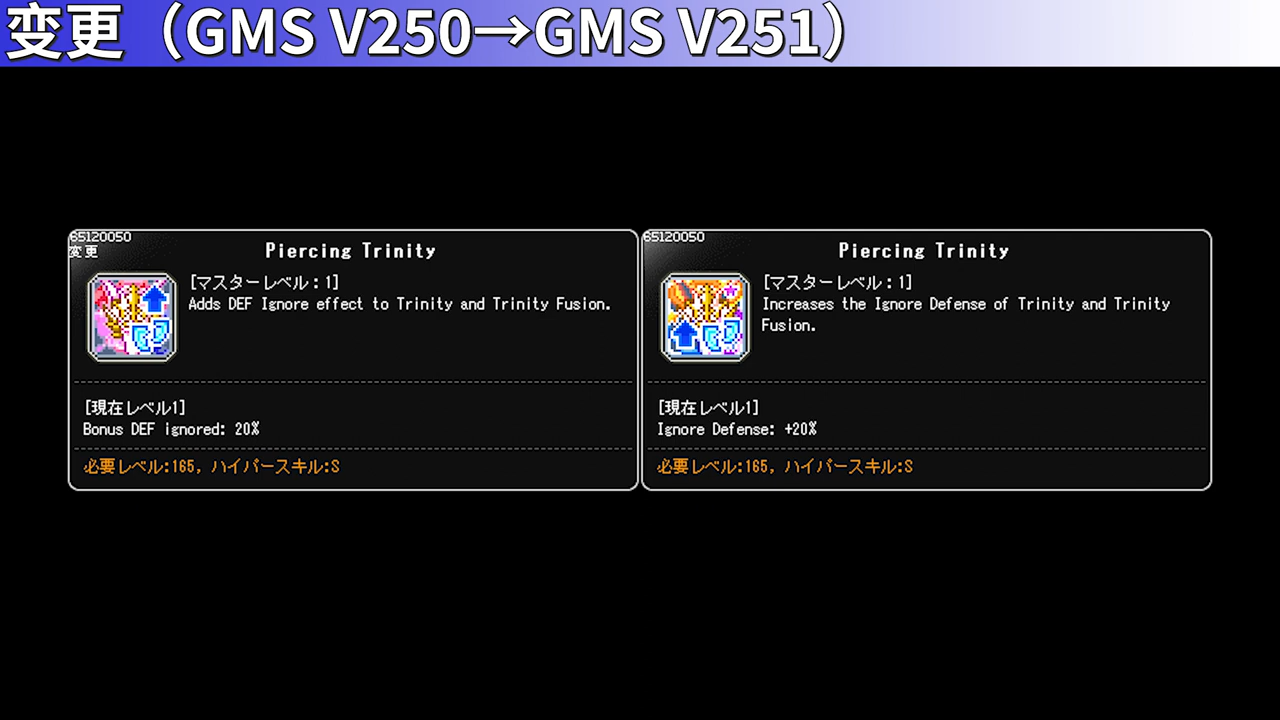 変更（GMS V250→GMS V251）
65120050
変更
Piercing Trinity
[マスターレベル：1]
Adds DEF Ignore effect to Trinity and Trinity Fusion.
[現在レベル1]
Bonus DEF ignored: 20%
必要レベル:165, ハイパースキル:S
65120050
Piercing Trinity
[マスターレベル：1]
Increases the Ignore Defense of Trinity and Trinity
Fusion.
[現在レベル1]
Ignore Defense: +20%
必要レベル:165, ハイパースキル:S